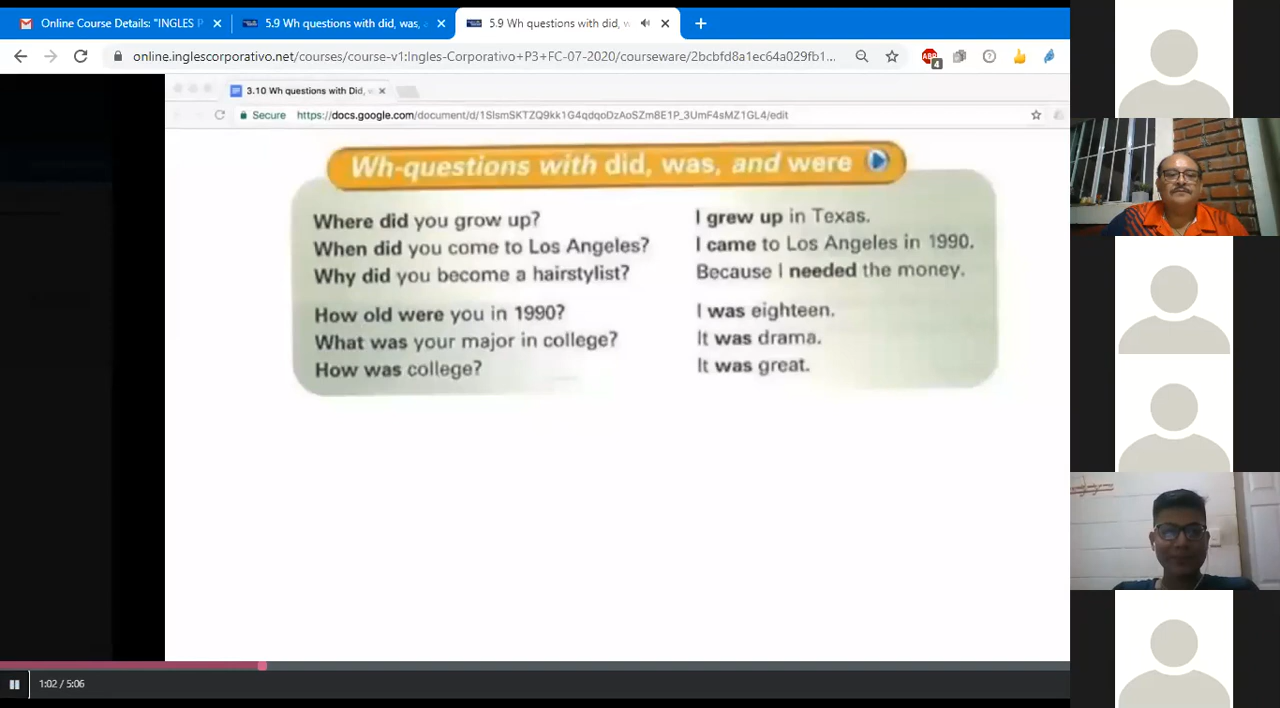 Online Course Details: "INGLES P
5.9 Wh questions with did, was,
5.9 Wh questions with did, w
online.inglescorporativo.net/courses/course-v1:Ingles-Corporativo+P3+FC-07-2020/courseware/2bcbfd8a1ec64a029fb1...
ABP
4
3.10 Wh questions with Did, w
Secure https://docs.google.com/document/d/1SlsmSKTZQ9kk1G4qdqoDzAoSZm8E1P_3UmF4sMZ1GL4/edit
Wh-questions with did, was, and were
Where did you grow up? I grew up in Texas.
When did you come to Los Angeles? I came to Los Angeles in 1990.
Why did you become a hairstylist? Because I needed the money.
How old were you in 1990? I was eighteen.
What was your major in college? It was drama.
How was college? It was great.
1:02 / 5:06